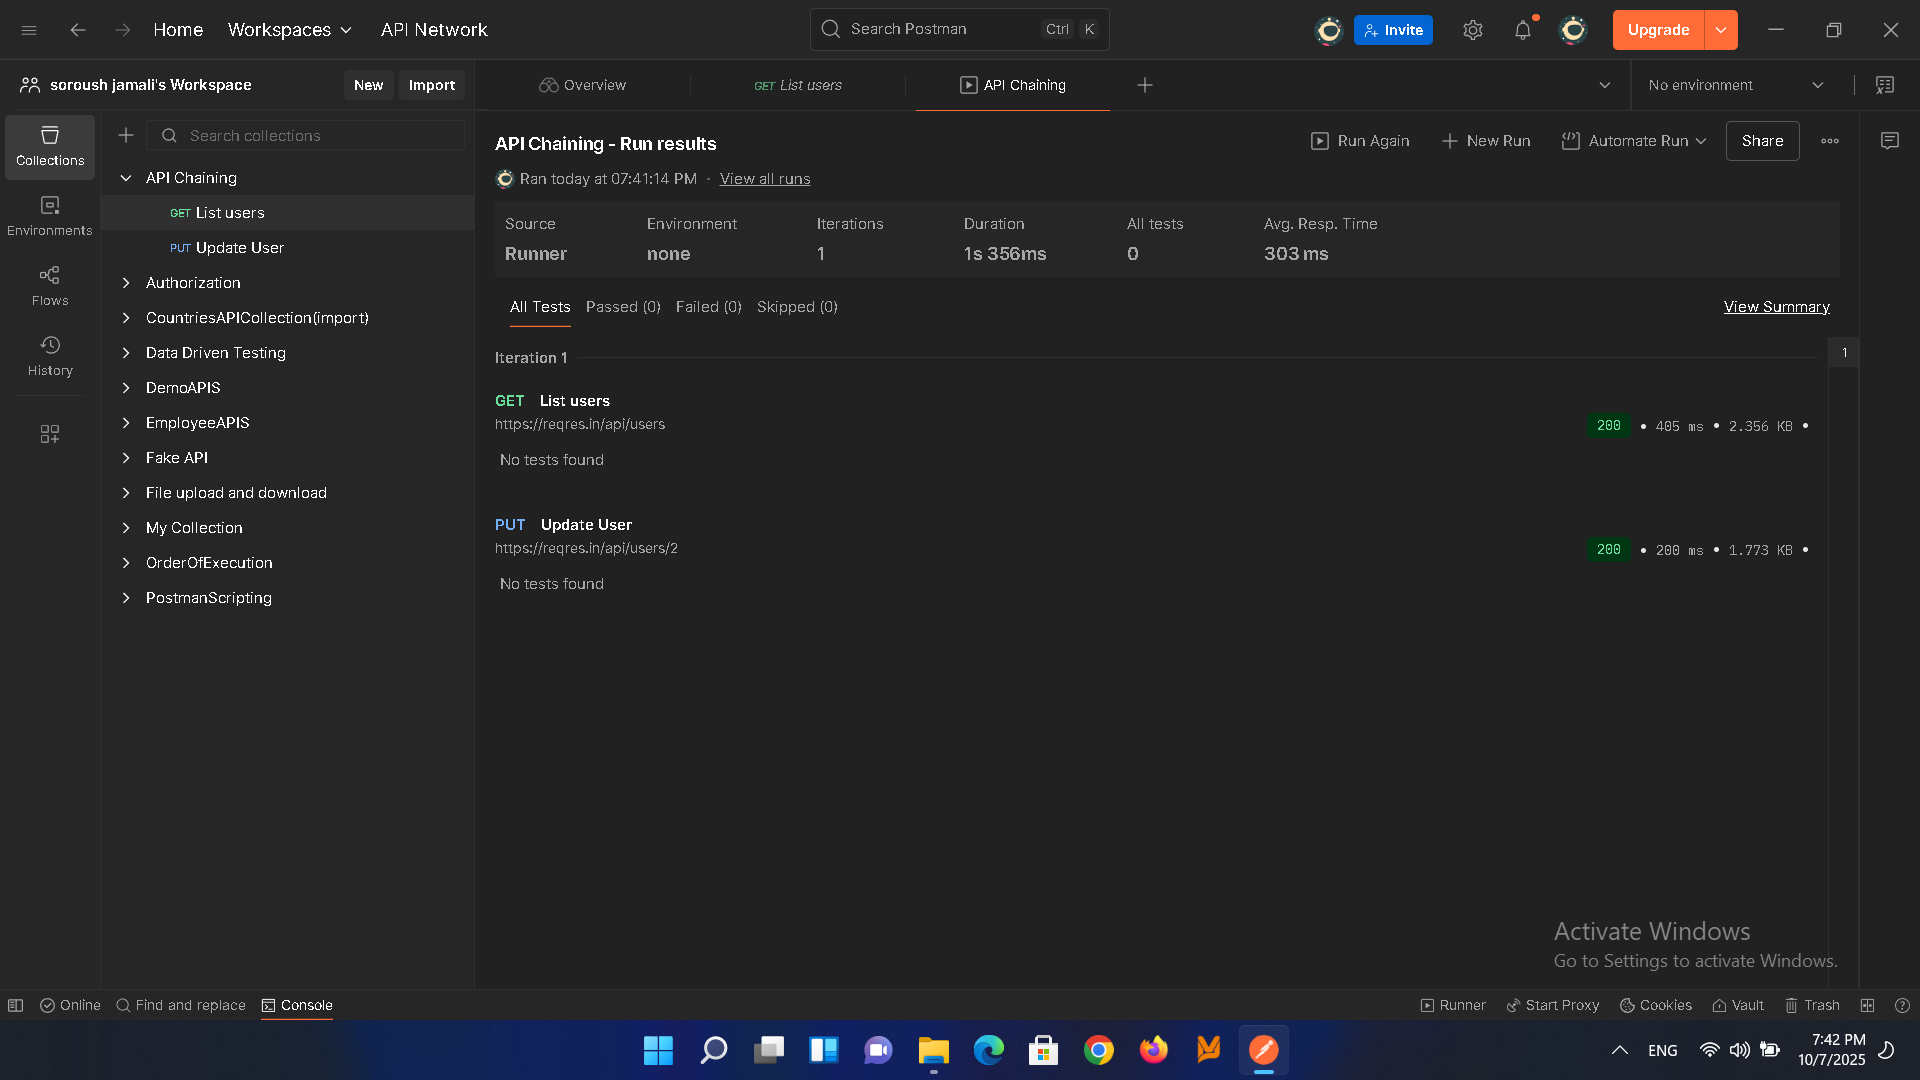 Home Workspaces API Network
Search Postman Ctrl K
Invite Upgrade
soroush jamali's Workspace New Import
Overview GET List users API Chaining
No environment
Collections
Environments
Flows
History
Search collections
API Chaining
GET List users
PUT Update User
Authorization
CountriesAPICollection(import)
Data Driven Testing
DemoAPIS
EmployeeAPIS
Fake API
File upload and download
My Collection
OrderOfExecution
PostmanScripting
API Chaining - Run results
Run Again New Run Automate Run Share
Ran today at 07:41:14 PM · View all runs
Source Environment Iterations Duration All tests Avg. Resp. Time
Runner none 1 1s 356ms 0 303 ms
All Tests Passed (0) Failed (0) Skipped (0) View Summary
Iteration 1
1
GET List users
https://reqres.in/api/users
200 • 405 ms • 2.356 KB •
No tests found
PUT Update User
https://reqres.in/api/users/2
200 • 200 ms • 1.773 KB •
No tests found
Activate Windows
Go to Settings to activate Windows.
Online Find and replace Console
Runner Start Proxy Cookies Vault Trash
ENG
7:42 PM
10/7/2025